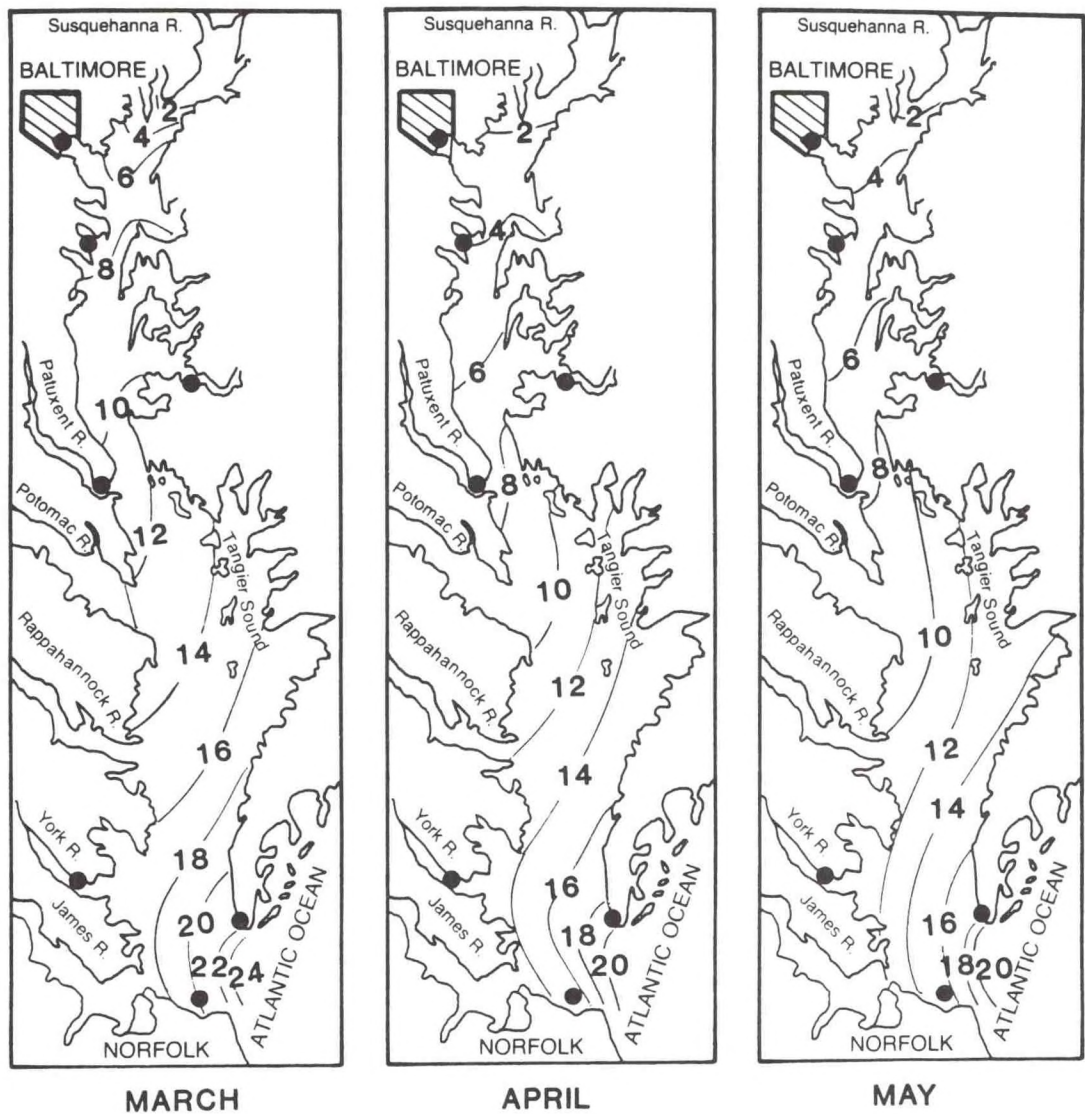 Susquehanna R.
BALTIMORE
2
4
6
8
Patuxent R.
10
Potomac R.
12
Tangier Sound
Rappahannock R.
14
16
York R.
18
James R.
20
22
24
ATLANTIC OCEAN
NORFOLK
MARCH
Susquehanna R.
BALTIMORE
2
4
6
Patuxent R.
8
Potomac R.
10
Tangier Sound
Rappahannock R.
12
14
York R.
16
James R.
18
20
ATLANTIC OCEAN
NORFOLK
APRIL
Susquehanna R.
BALTIMORE
2
4
6
Patuxent R.
8
Potomac R.
Tangier Sound
10
Rappahannock R.
12
14
York R.
James R.
16
18
20
ATLANTIC OCEAN
NORFOLK
MAY